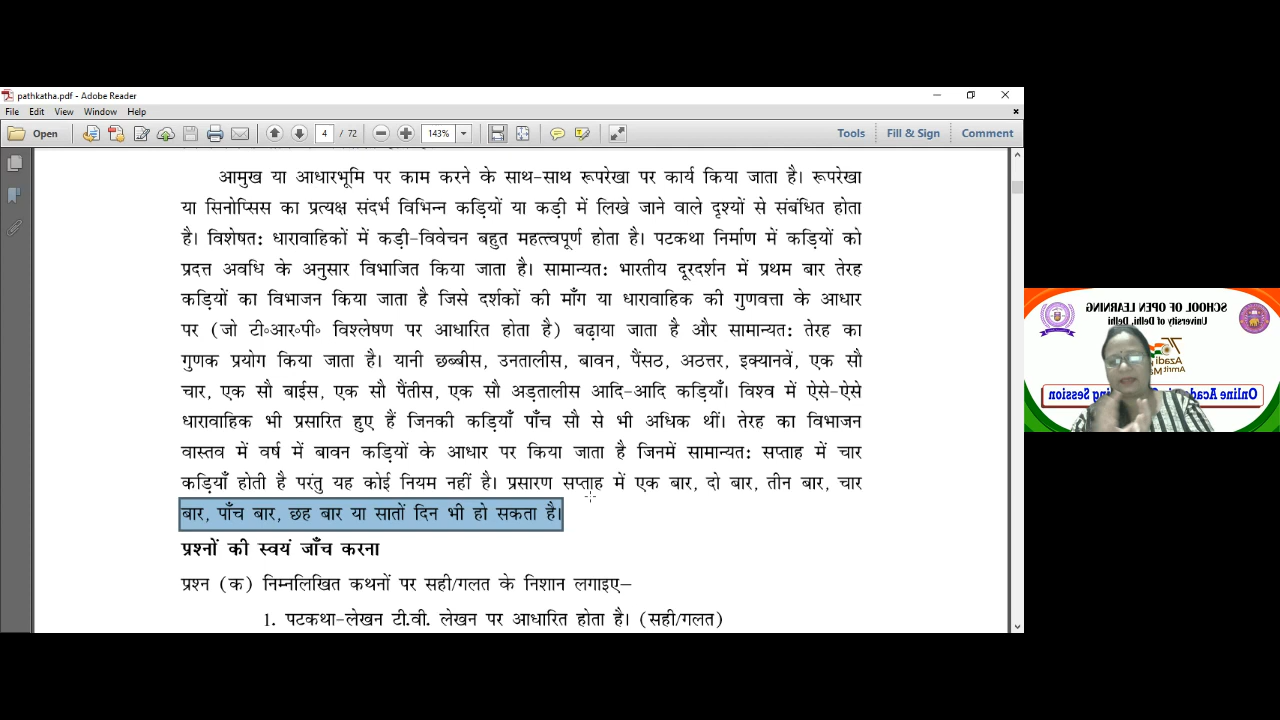 pathkatha.pdf - Adobe Reader
File Edit View Window Help
Open 4 / 72 143% Tools Fill & Sign Comment
आमुख या आधारभूमि पर काम करने के साथ-साथ रूपरेखा पर कार्य किया जाता है। रूपरेखा
या सिनोप्सिस का प्रत्यक्ष संदर्भ विभिन्न कड़ियों या कड़ी में लिखे जाने वाले दृश्यों से संबंधित होता
है। विशेषत: धारावाहिकों में कड़ी-विवेचन बहुत महत्त्वपूर्ण होता है। पटकथा निर्माण में कड़ियों को
प्रदत्त अवधि के अनुसार विभाजित किया जाता है। सामान्यत: भारतीय दूरदर्शन में प्रथम बार तेरह
कड़ियों का विभाजन किया जाता है जिसे दर्शकों की माँग या धारावाहिक की गुणवत्ता के आधार
पर (जो टी॰आर॰पी॰ विश्लेषण पर आधारित होता है) बढ़ाया जाता है और सामान्यत: तेरह का
गुणक प्रयोग किया जाता है। यानी छब्बीस, उनतालीस, बावन, पैंसठ, अठत्तर, इक्यानवें, एक सौ
चार, एक सौ बाईस, एक सौ पैंतीस, एक सौ अड़तालीस आदि-आदि कड़ियाँ। विश्व में ऐसे-ऐसे
धारावाहिक भी प्रसारित हुए हैं जिनकी कड़ियाँ पाँच सौ से भी अधिक थीं। तेरह का विभाजन
वास्तव में वर्ष में बावन कड़ियों के आधार पर किया जाता है जिनमें सामान्यत: सप्ताह में चार
कड़ियाँ होती है परंतु यह कोई नियम नहीं है। प्रसारण सप्ताह में एक बार, दो बार, तीन बार, चार
बार, पाँच बार, छह बार या सातों दिन भी हो सकता है।
प्रश्नों की स्वयं जाँच करना
प्रश्न (क) निम्नलिखित कथनों पर सही/गलत के निशान लगाइए–
1. पटकथा-लेखन टी.वी. लेखन पर आधारित होता है। (सही/गलत)
SCHOOL OF OPEN LEARNING
University of Delhi, Delhi
Azadi
Amrit
Online Aca
Session